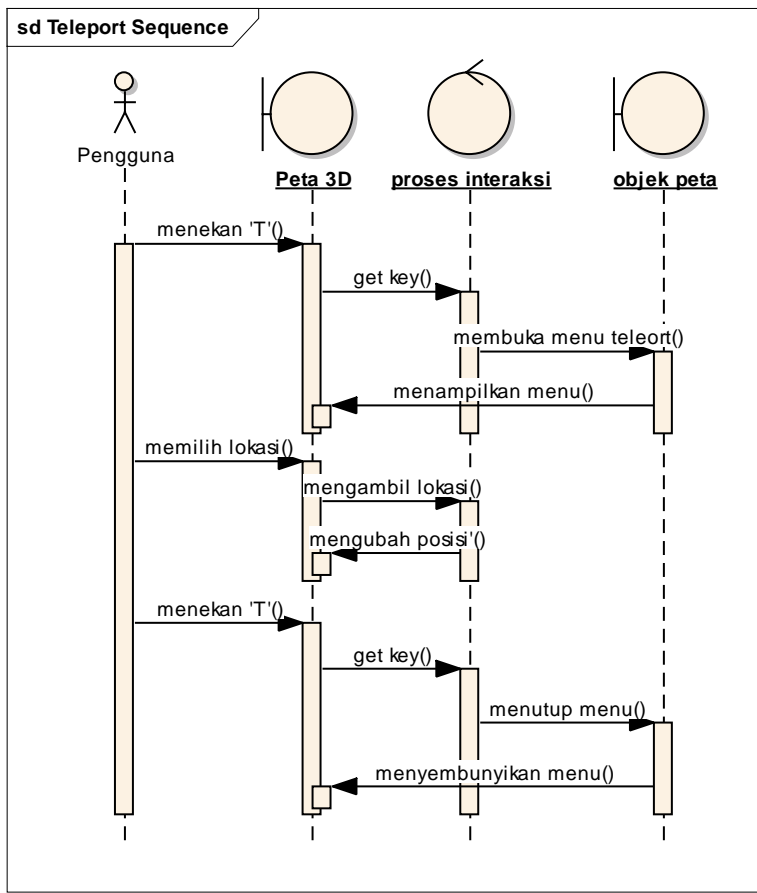 sd Teleport Sequence
Pengguna
Peta 3D
proses interaksi
objek peta
menekan 'T'()
get key()
membuka menu teleort()
menampilkan menu()
memilih lokasi()
mengambil lokasi()
mengubah posisi'()
menekan 'T'()
get key()
menutup menu()
menyembunyikan menu()